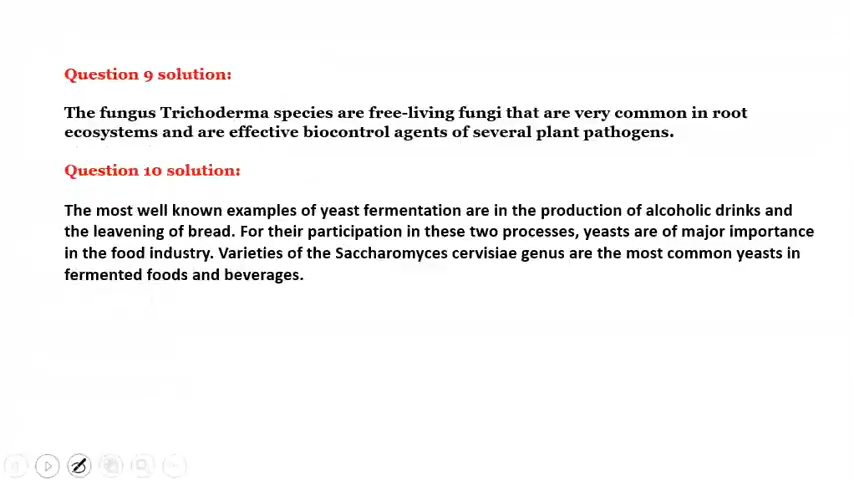 Question 9 solution:
The fungus Trichoderma species are free-living fungi that are very common in root
ecosystems and are effective biocontrol agents of several plant pathogens.
Question 10 solution:
The most well known examples of yeast fermentation are in the production of alcoholic drinks and
the leavening of bread. For their participation in these two processes, yeasts are of major importance
in the food industry. Varieties of the Saccharomyces cervisiae genus are the most common yeasts in
fermented foods and beverages.